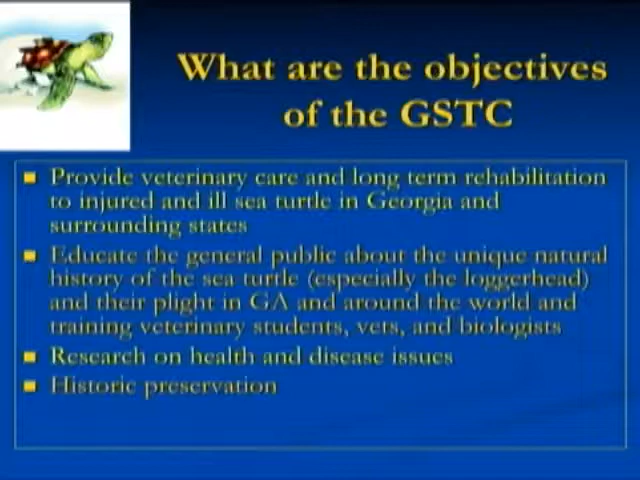 What are the objectives
of the GSTC
Provide veterinary care and long term rehabilitation
to injured and ill sea turtle in Georgia and
surrounding states
Educate the general public about the unique natural
history of the sea turtle (especially the loggerhead)
and their plight in GA and around the world and
training veterinary students, vets, and biologists
Research on health and disease issues
Historic preservation